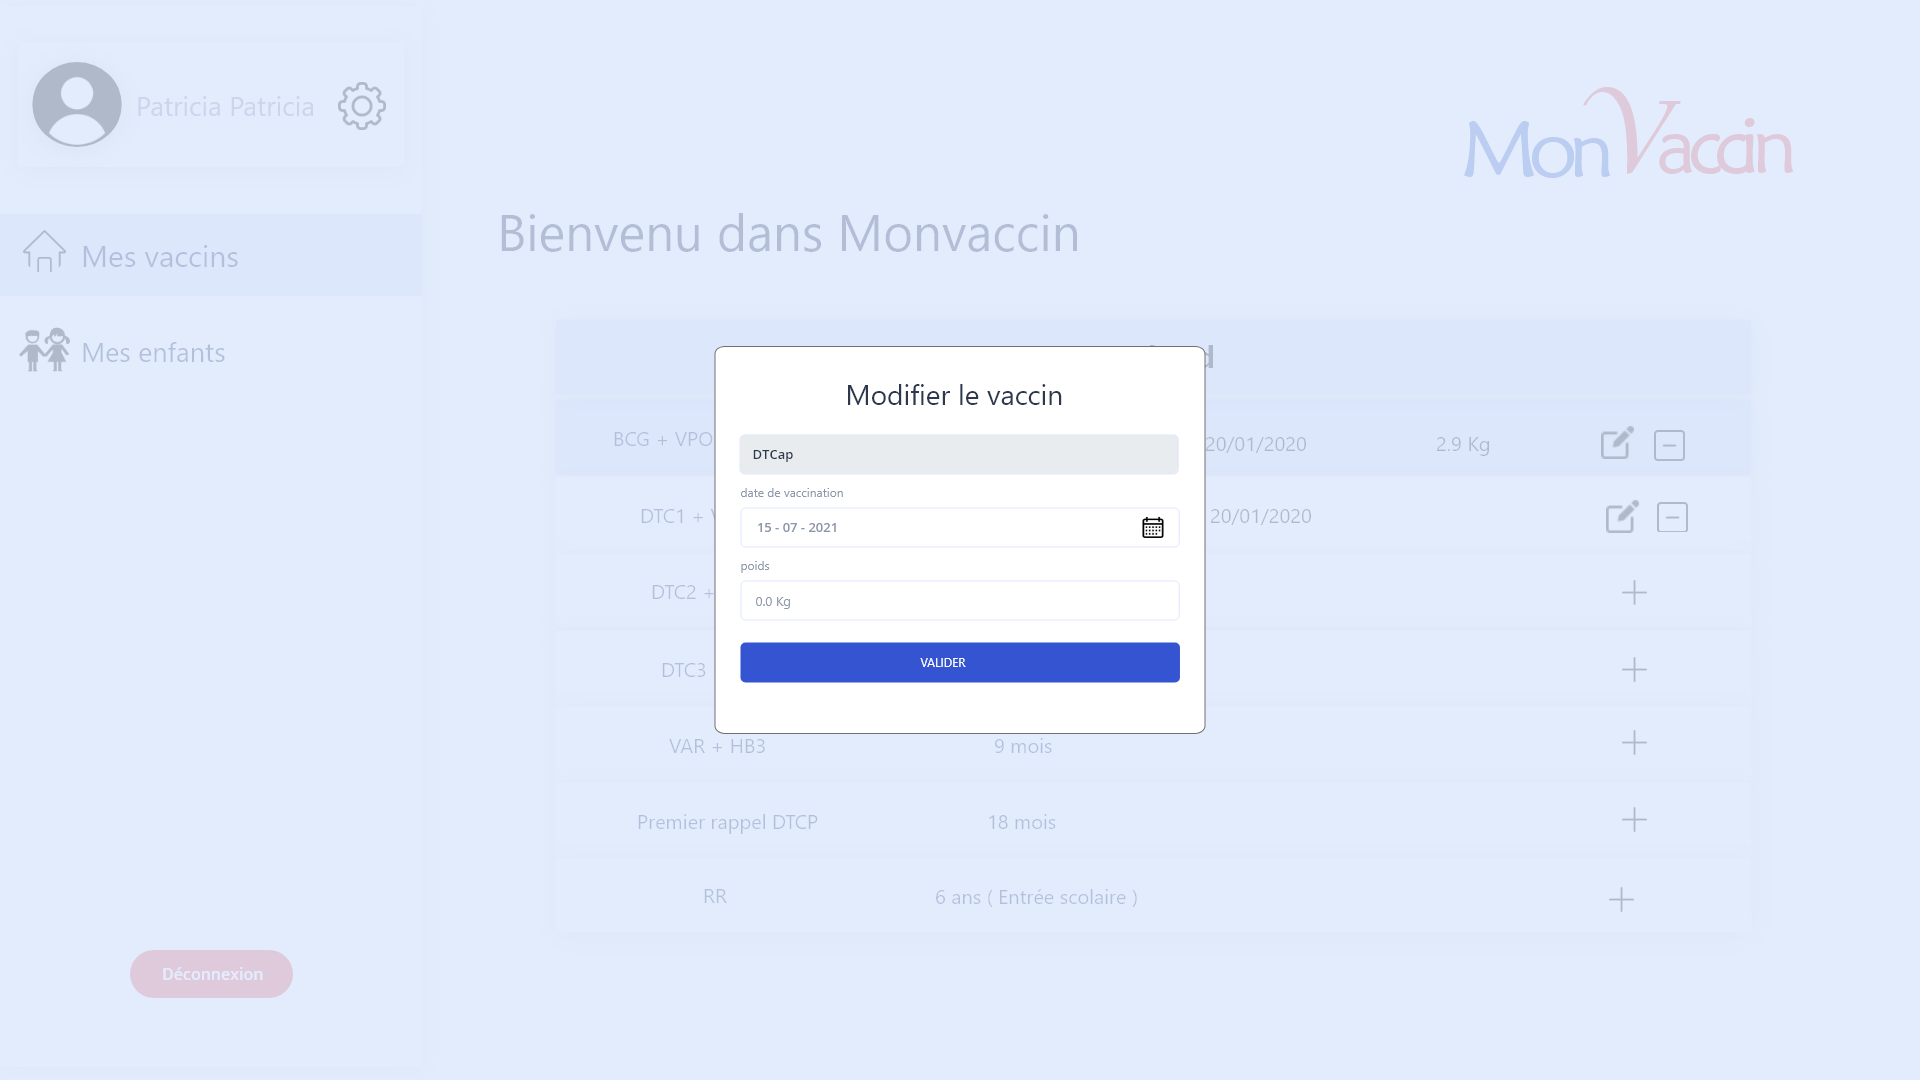 Patricia Patricia
MonVaccin
Mes vaccins
Bienvenu dans Monvaccin
Mes enfants
Modifier le vaccin
BCG + VPO
20/01/2020
2.9 Kg
DTCap
date de vaccination
DTC1 +
20/01/2020
15 - 07 - 2021
poids
DTC2 +
0.0 Kg
DTC3
VALIDER
VAR + HB3
9 mois
Premier rappel DTCP
18 mois
RR
6 ans ( Entrée scolaire )
Déconnexion